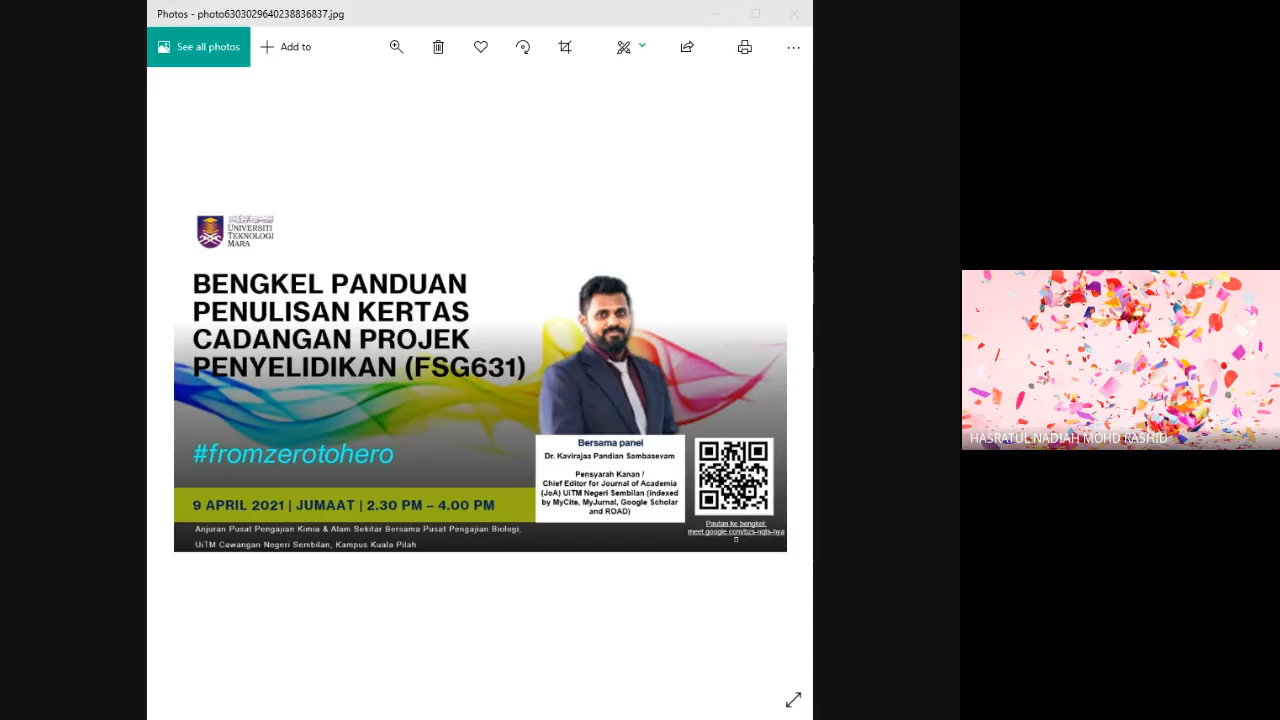 Photos - photo6303029640238836837.jpg
See all photos
Add to
UNIVERSITI
TEKNOLOGI
MARA
BENGKEL PANDUAN
PENULISAN KERTAS
CADANGAN PROJEK
PENYELIDIKAN (FSG631)
#fromzerotohero
9 APRIL 2021 | JUMAAT | 2.30 PM – 4.00 PM
Anjuran Pusat Pengajian Kimia & Alam Sekitar Bersama Pusat Pengajian Biologi,
UiTM Cawangan Negeri Sembilan, Kampus Kuala Pilah
Bersama panel
Dr. Kavirajaa Pandian Sambasevam
Pensyarah Kanan /
Chief Editor for Journal of Academia
(JoA) UiTM Negeri Sembilan (indexed
by MyCite, MyJurnal, Google Scholar
and ROAD)
Pautan ke bengkel:
HASRATUL NADIAH MOHD RASHID